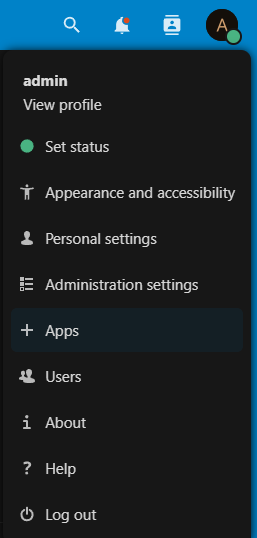 A
admin
View profile
Set status
Appearance and accessibility
Personal settings
Administration settings
Apps
Users
About
Help
Log out